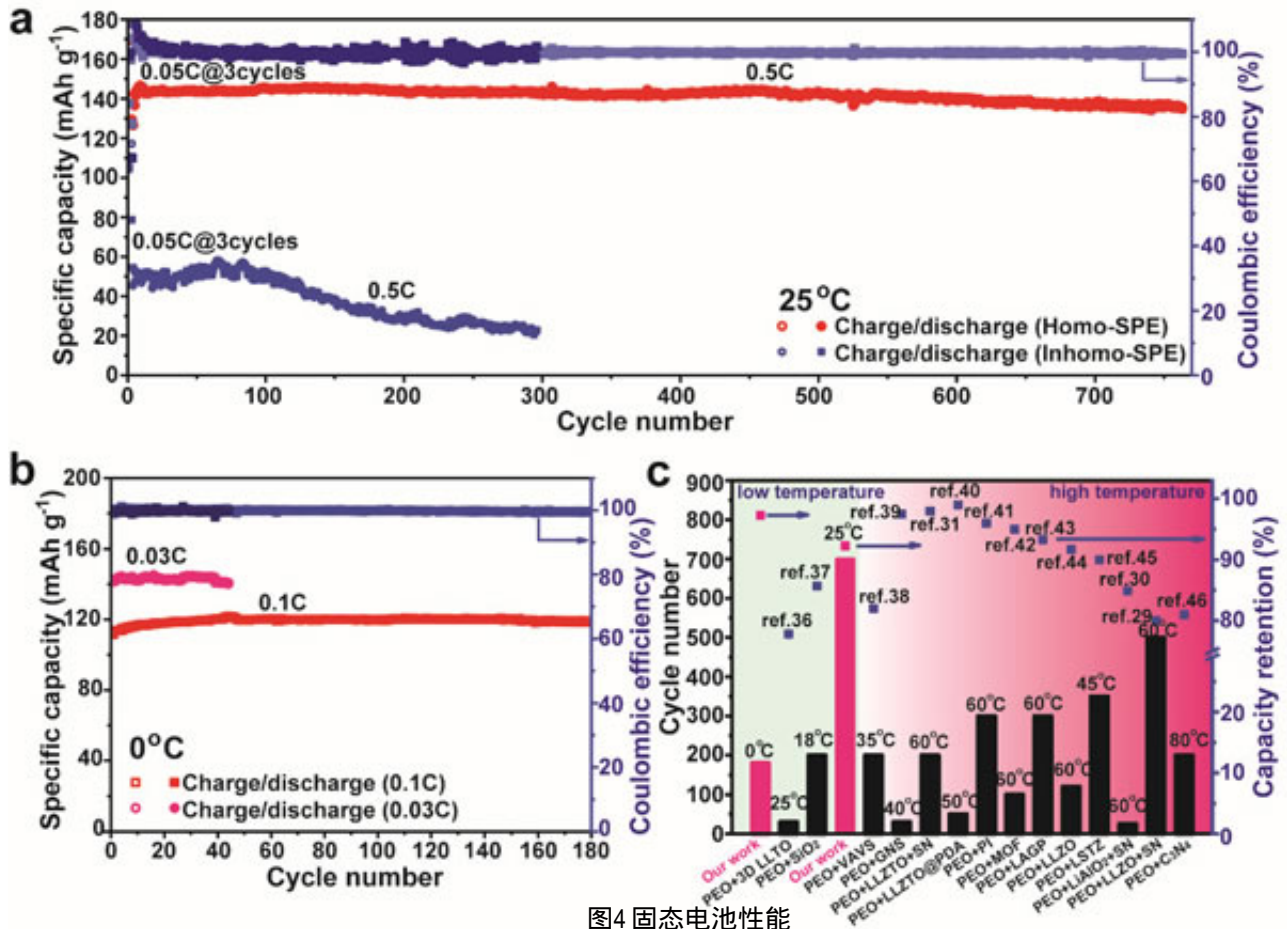 a
Specific capacity (mAh g⁻¹)
180
160
140
120
100
80
60
40
20
0
0.05C@3cycles
0.5C
0.05C@3cycles
0.5C
25°C
Charge/discharge (Homo-SPE)
Charge/discharge (Inhomo-SPE)
100
80
60
40
20
0
Coulombic efficiency (%)
0 100 200 300 400 500 600 700
Cycle number
b
Specific capacity (mAh g⁻¹)
200
160
120
80
40
0
0.03C
0.1C
0°C
Charge/discharge (0.1C)
Charge/discharge (0.03C)
100
80
60
40
20
0
Coulombic efficiency (%)
0 20 40 60 80 100 120 140 160 180
Cycle number
c
Cycle number
900
800
700
600
500
400
300
200
100
0
low temperature
high temperature
ref.36
ref.37
ref.38
ref.39
ref.31
ref.40
ref.41
ref.42
ref.43
ref.44
ref.45
ref.30
ref.29
ref.46
0°C
25°C
18°C
25°C
35°C
40°C
60°C
50°C
60°C
60°C
60°C
60°C
45°C
60°C
60°C
80°C
100
90
80
20
10
0
Capacity retention (%)
Our work
PEO+3D LLTO
PEO+SiO₂
Our work
PEO+VAVS
PEO+GNS
PEO+LLZTO+SN
PEO+LLZTO@PDA
PEO+PI
PEO+MOF
PEO+LAGP
PEO+LLZO
PEO+LSTZ
PEO+LiAlO₂+SN
PEO+LLZO+SN
PEO+C₃N₄
图4 固态电池性能